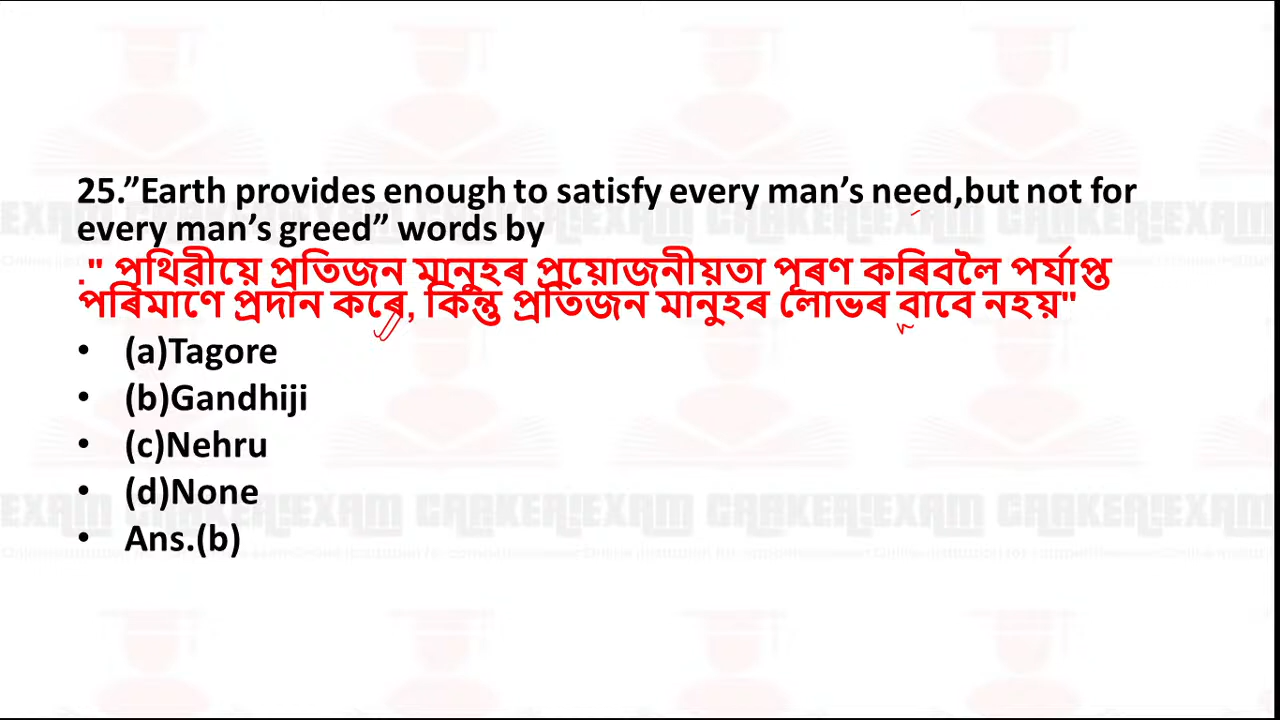 25.”Earth provides enough to satisfy every man’s need,but not for
every man’s greed” words by
." পৃথিৱীয়ে প্ৰতিজন মানুহৰ প্ৰয়োজনীয়তা পূৰণ কৰিবলৈ পৰ্যাপ্ত
পৰিমাণে প্ৰদান কৰে, কিন্তু প্ৰতিজন মানুহৰ লোভৰ বাবে নহয়"
• (a)Tagore
• (b)Gandhiji
• (c)Nehru
• (d)None
• Ans.(b)